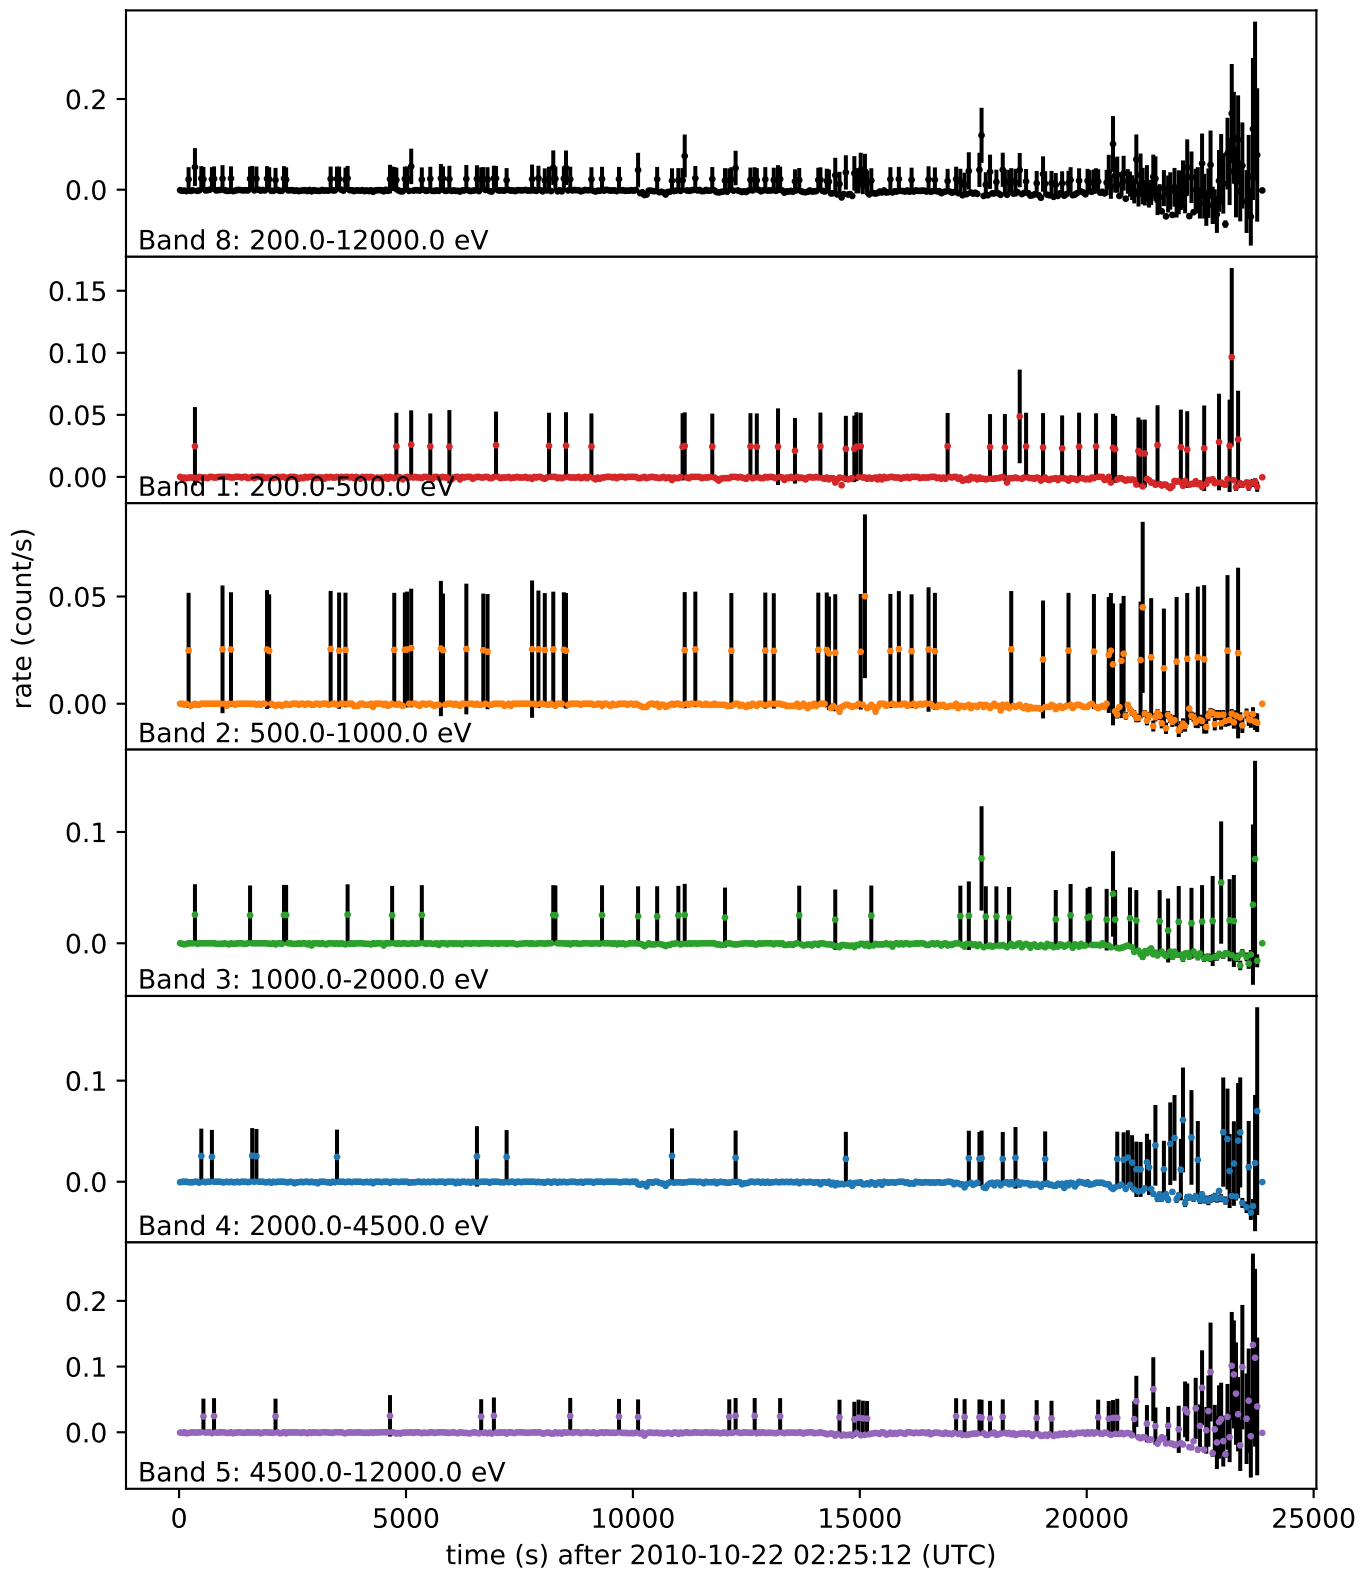 0.2
0.0
Band 8: 200.0-12000.0 eV
0.15
0.10
0.05
0.00
Band 1: 200.0-500.0 eV
rate (count/s)
0.05
0.00
Band 2: 500.0-1000.0 eV
0.1
0.0
Band 3: 1000.0-2000.0 eV
0.1
0.0
Band 4: 2000.0-4500.0 eV
0.2
0.1
0.0
Band 5: 4500.0-12000.0 eV
0 5000 10000 15000 20000 25000
time (s) after 2010-10-22 02:25:12 (UTC)